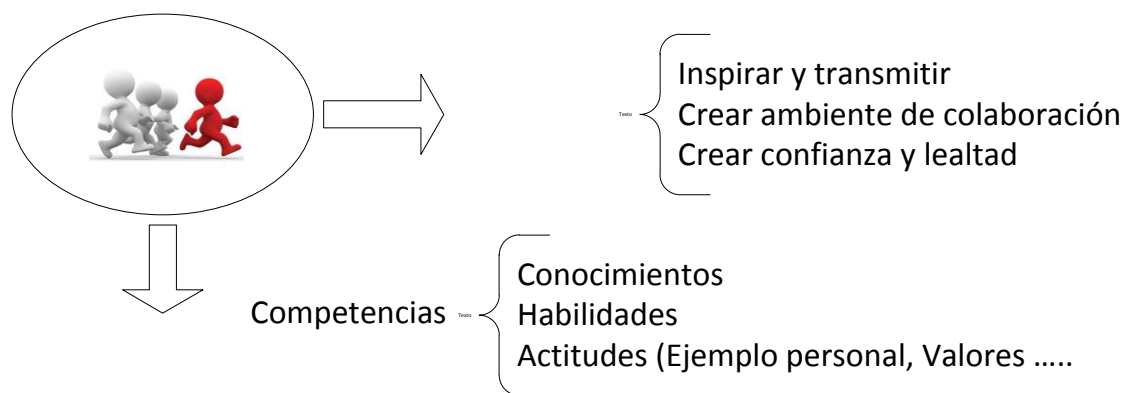 Texto
Inspirar y transmitir
Crear ambiente de colaboración
Crear confianza y lealtad
Competencias
Texto
Conocimientos
Habilidades
Actitudes (Ejemplo personal, Valores …..